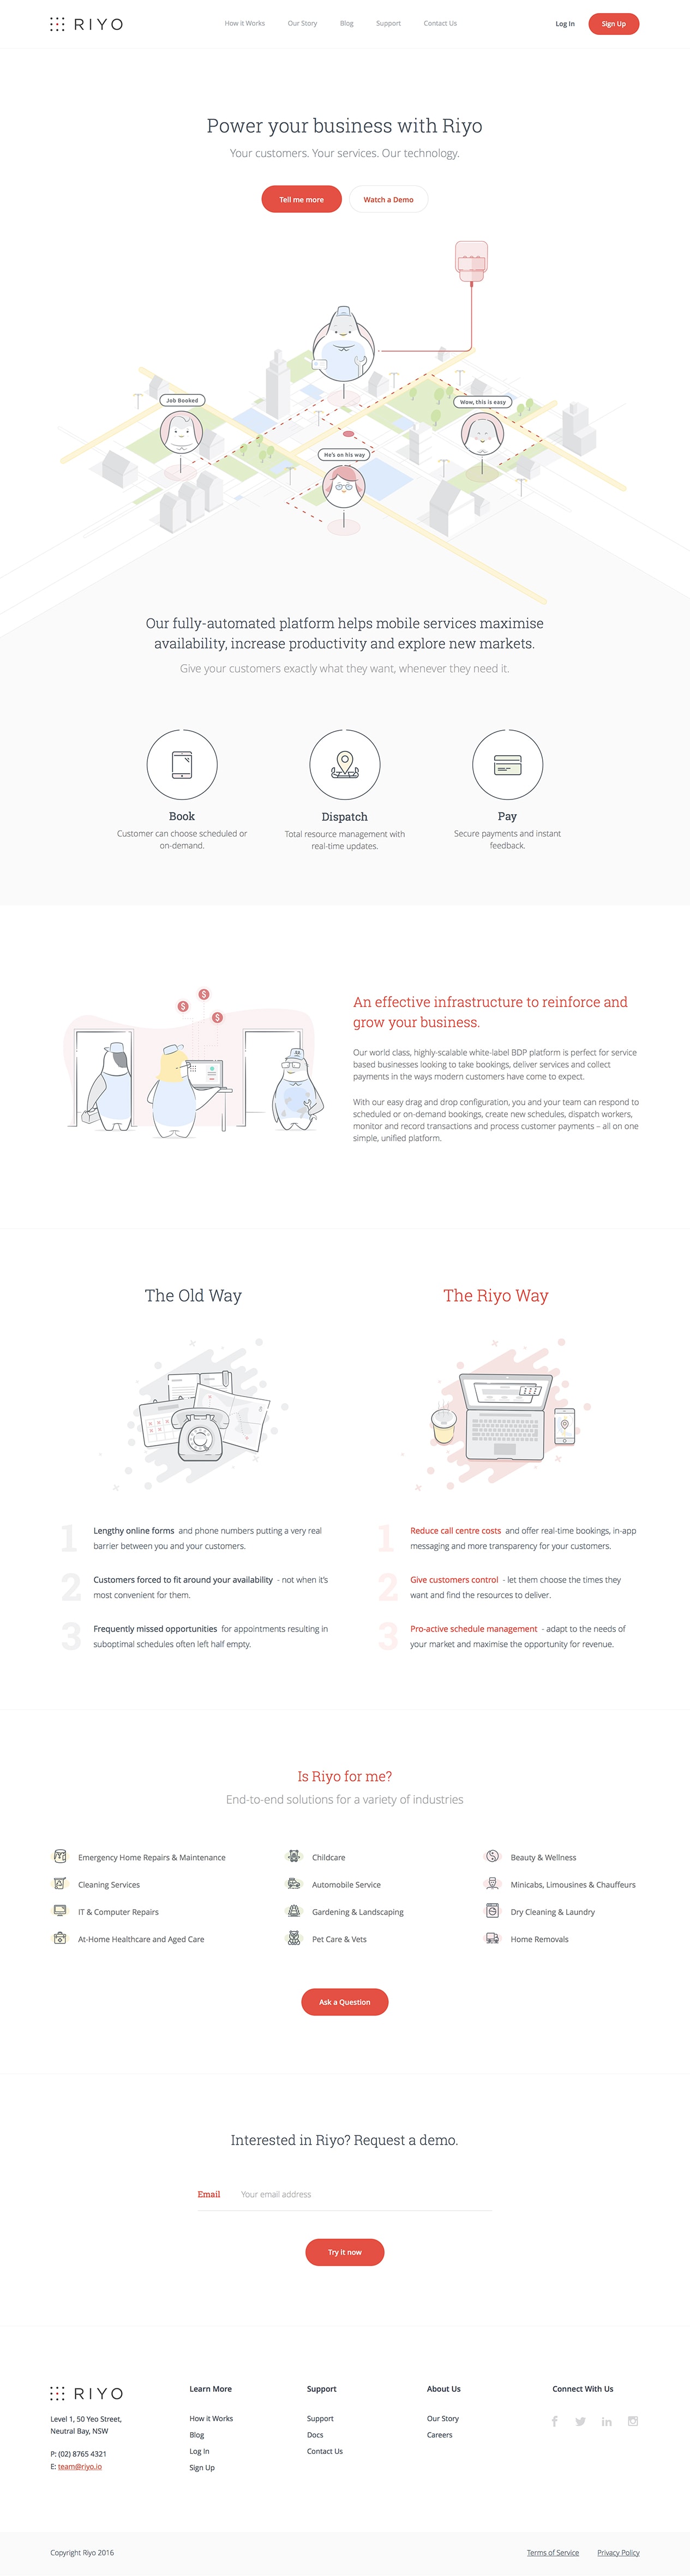 RIYO
How it Works
Our Story
Blog
Support
Contact Us
Log In
Sign Up
Power your business with Riyo
Your customers. Your services. Our technology.
Tell me more
Watch a Demo
Job Booked
Wow, this is easy
He's on his way
Our fully-automated platform helps mobile services maximise
availability, increase productivity and explore new markets.
Give your customers exactly what they want, whenever they need it.
Book
Customer can choose scheduled or
on-demand.
Dispatch
Total resource management with
real-time updates.
Pay
Secure payments and instant
feedback.
$
$
$
An effective infrastructure to reinforce and
grow your business.
Our world class, highly-scalable white-label BDP platform is perfect for service
based businesses looking to take bookings, deliver services and collect
payments in the ways modern customers have come to expect.
With our easy drag and drop configuration, you and your team can respond to
scheduled or on-demand bookings, create new schedules, dispatch workers,
monitor and record transactions and process customer payments – all on one
simple, unified platform.
The Old Way
1
Lengthy online forms and phone numbers putting a very real
barrier between you and your customers.
2
Customers forced to fit around your availability - not when it's
most convenient for them.
3
Frequently missed opportunities for appointments resulting in
suboptimal schedules often left half empty.
The Riyo Way
1
Reduce call centre costs and offer real-time bookings, in-app
messaging and more transparency for your customers.
2
Give customers control - let them choose the times they
want and find the resources to deliver.
3
Pro-active schedule management - adapt to the needs of
your market and maximise the opportunity for revenue.
Is Riyo for me?
End-to-end solutions for a variety of industries
Emergency Home Repairs & Maintenance
Cleaning Services
IT & Computer Repairs
At-Home Healthcare and Aged Care
Childcare
Automobile Service
Gardening & Landscaping
Pet Care & Vets
Beauty & Wellness
Minicabs, Limousines & Chauffeurs
Dry Cleaning & Laundry
Home Removals
Ask a Question
Interested in Riyo? Request a demo.
Email
Your email address
Try it now
RIYO
Level 1, 50 Yeo Street,
Neutral Bay, NSW
P: (02) 8765 4321
E: team@riyo.io
Learn More
How it Works
Blog
Log In
Sign Up
Support
Support
Docs
Contact Us
About Us
Our Story
Careers
Connect With Us
Copyright Riyo 2016
Terms of Service
Privacy Policy